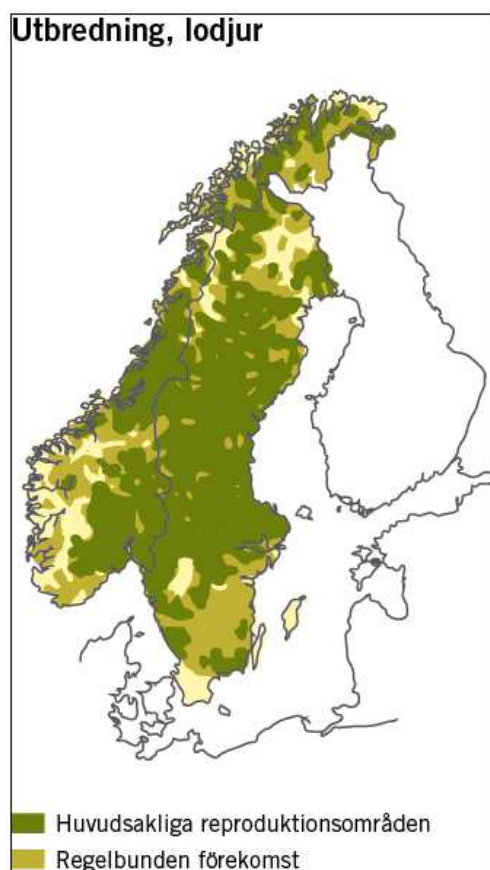 Utbredning, lodjur
Huvudsakliga reproduktionsområden
Regelbunden förekomst